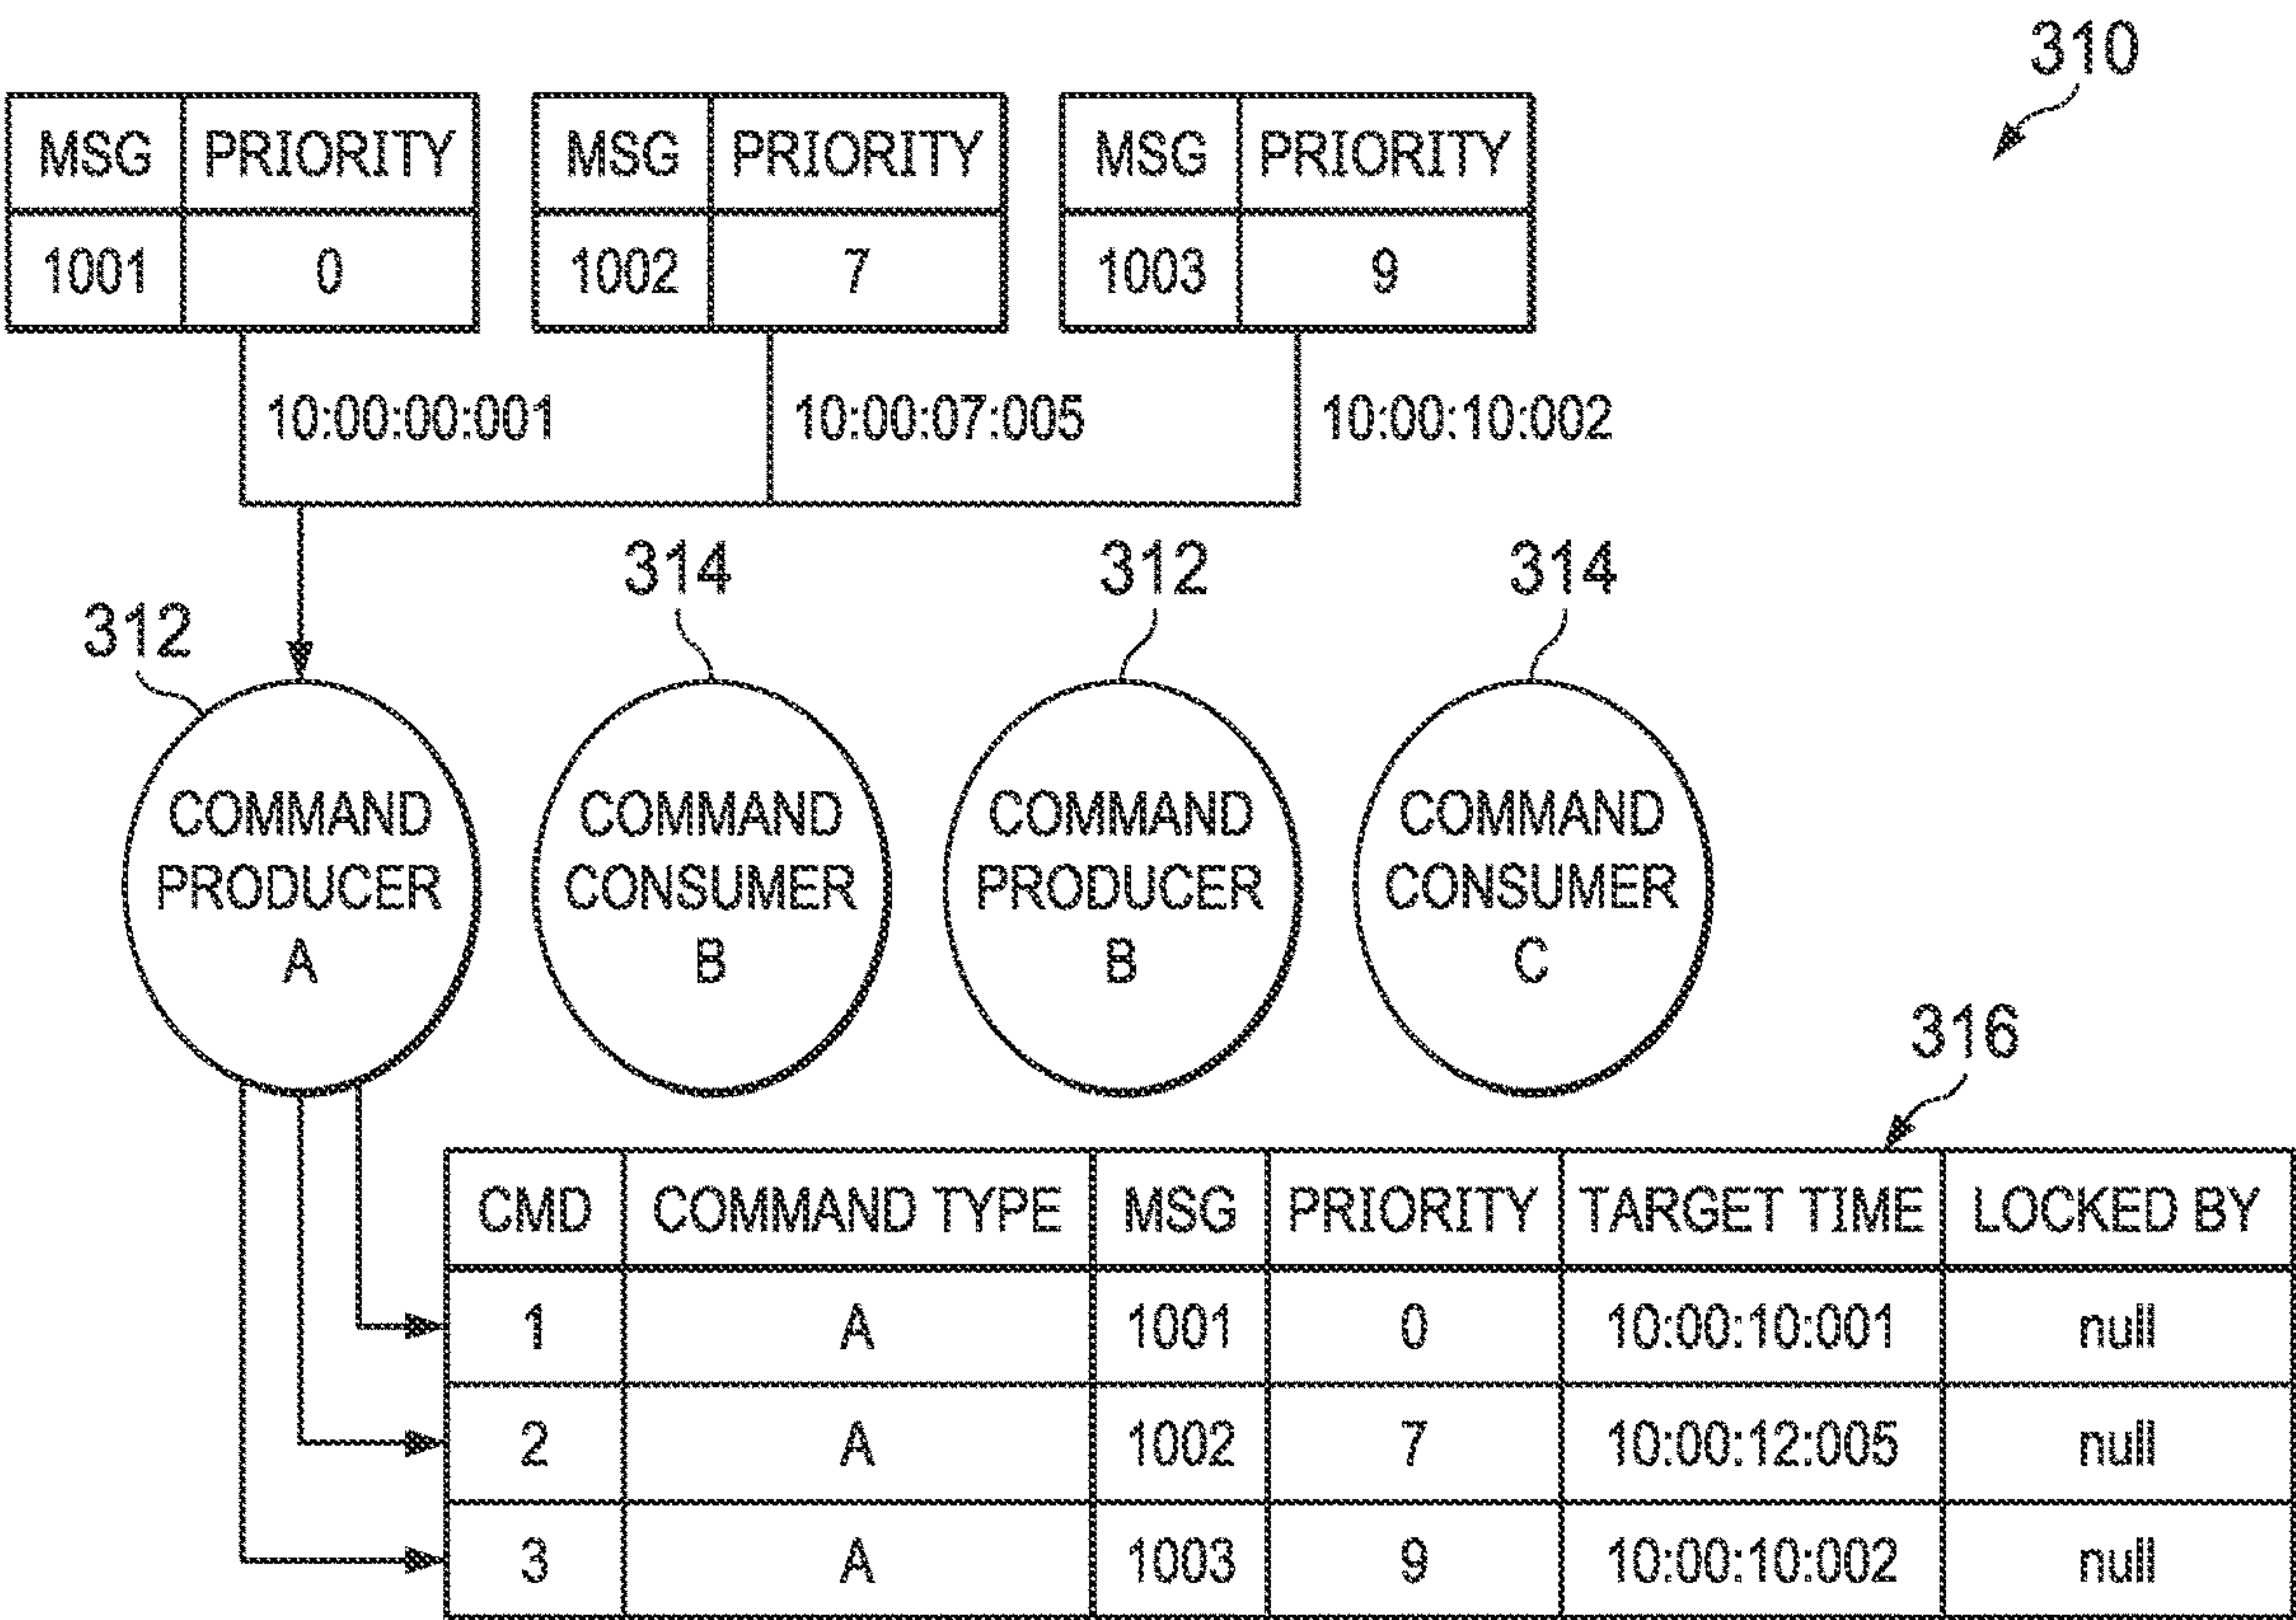 310
MSG PRIORITY MSG PRIORITY MSG PRIORITY
1001 0 1002 7 1003 9
10:00:00:001 10:00:07:005 10:00:10:002
312 314 312 314
COMMAND PRODUCER A
COMMAND CONSUMER B
COMMAND PRODUCER B
COMMAND CONSUMER C
316
CMD COMMAND TYPE MSG PRIORITY TARGET TIME LOCKED BY
1 A 1001 0 10:00:10:001 null
2 A 1002 7 10:00:12:005 null
3 A 1003 9 10:00:10:002 null